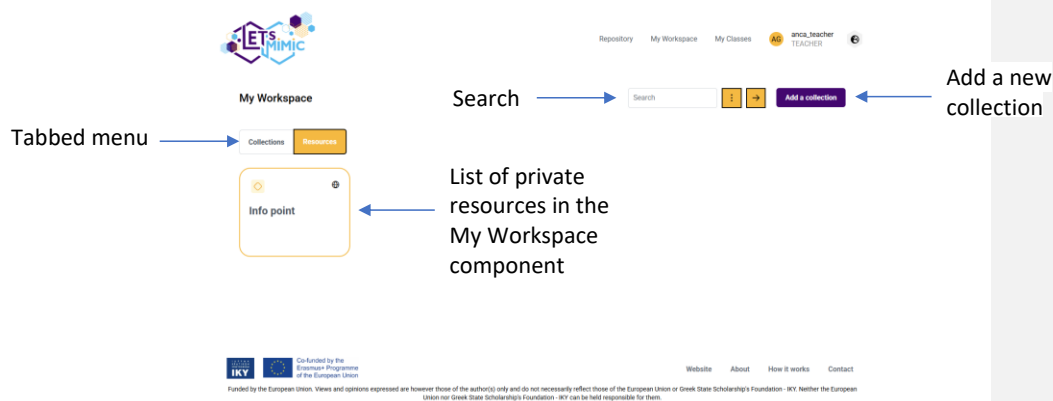 LET'S
MIMIC
Repository My Workspace My Classes AG anca_teacher
TEACHER
My Workspace
Search
Search
Add a collection
Add a new
collection
Tabbed menu
Collections Resources
Info point
List of private
resources in the
My Workspace
component
IKY
Co-funded by the
Erasmus+ Programme
of the European Union
Website About How it works Contact
Funded by the European Union. Views and opinions expressed are however those of the author(s) only and do not necessarily reflect those of the European Union or Greek State Scholarship's Foundation - IKY. Neither the European
Union nor Greek State Scholarship's Foundation - IKY can be held responsible for them.